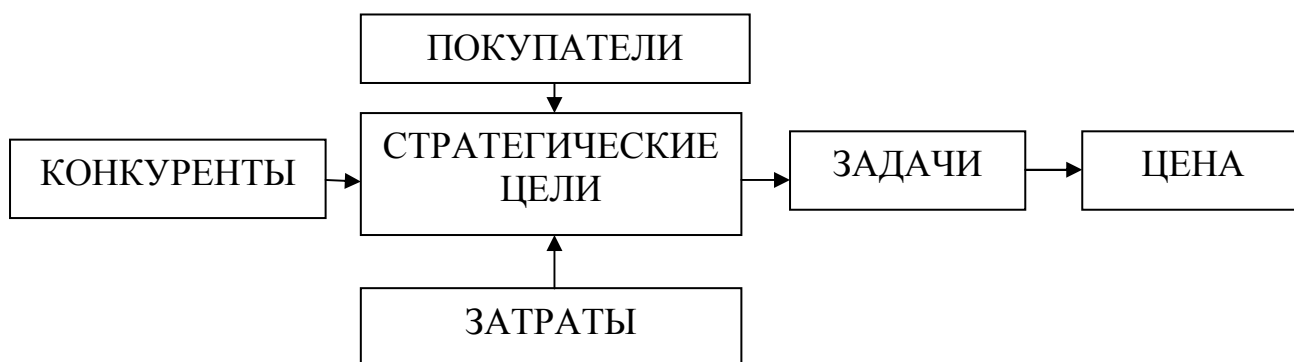 ПОКУПАТЕЛИ
КОНКУРЕНТЫ
СТРАТЕГИЧЕСКИЕ
ЦЕЛИ
ЗАДАЧИ
ЦЕНА
ЗАТРАТЫ